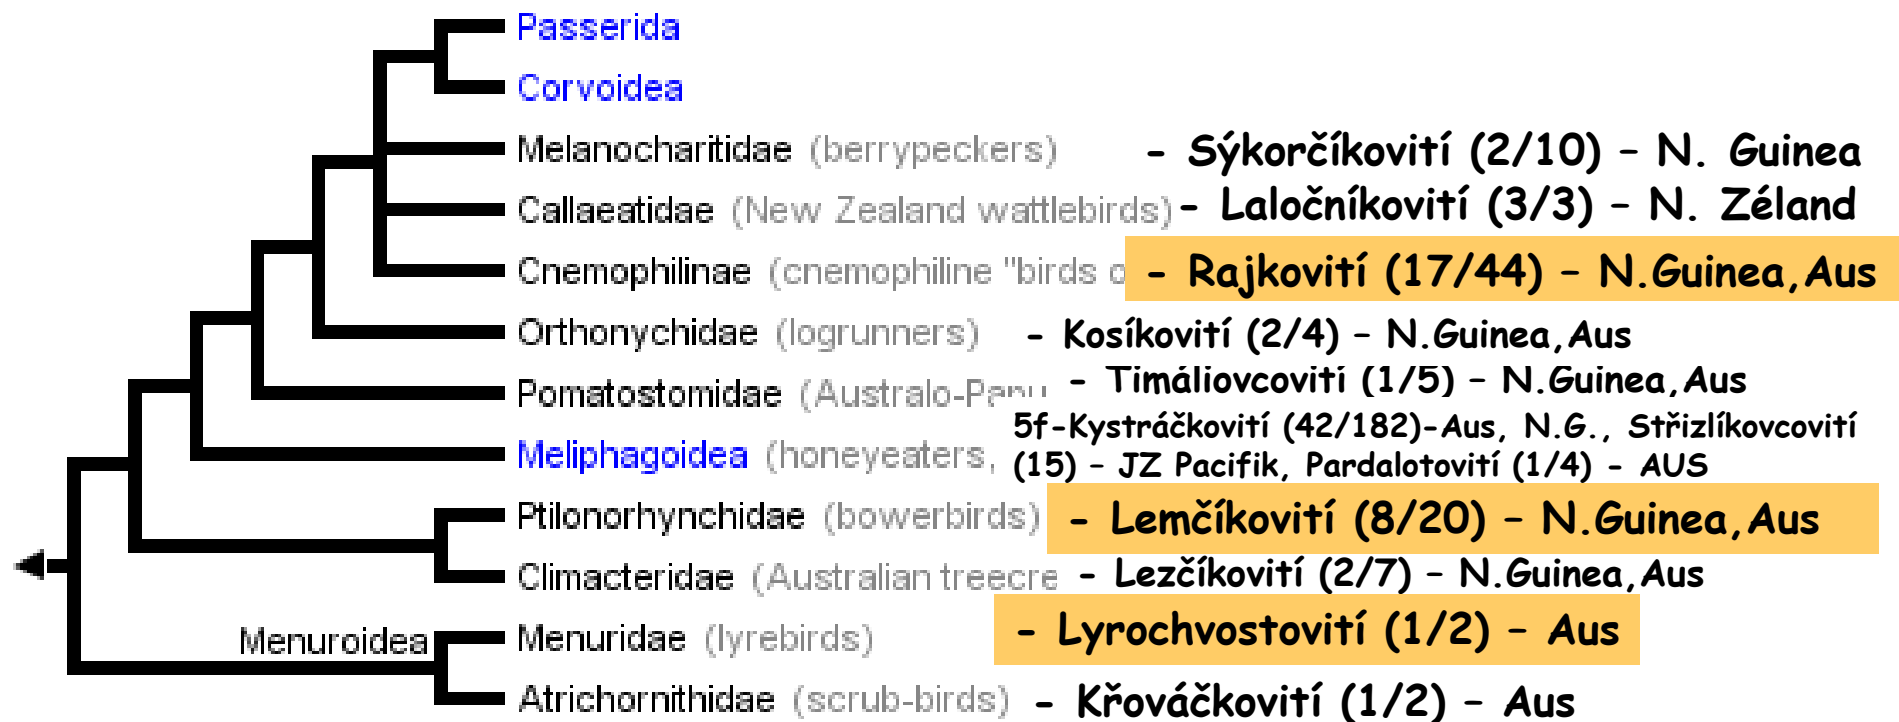 Passerida
Corvoidea
Melanocharitidae (berrypeckers) - Sýkorčíkovití (2/10) – N. Guinea
Callaeatidae (New Zealand wattlebirds) - Laločníkovití (3/3) – N. Zéland
Cnemophilinae (cnemophiline "birds o - Rajkovití (17/44) – N.Guinea,Aus
Orthonychidae (logrunners) - Kosíkovití (2/4) – N.Guinea,Aus
Pomatostomidae (Australo-Papu - Timáliovcovití (1/5) – N.Guinea,Aus
5f-Kystráčkovití (42/182)-Aus, N.G., Střizlíkovcovití
Meliphagoidea (honeyeaters, (15) – JZ Pacifik, Pardalotovití (1/4) - AUS
Ptilonorhynchidae (bowerbirds) - Lemčíkovití (8/20) – N.Guinea,Aus
Climacteridae (Australian treecre - Lezčíkovití (2/7) – N.Guinea,Aus
Menuroidea Menuridae (lyrebirds) - Lyrochvostovití (1/2) – Aus
Atrichornithidae (scrub-birds) - Křováčkovití (1/2) – Aus